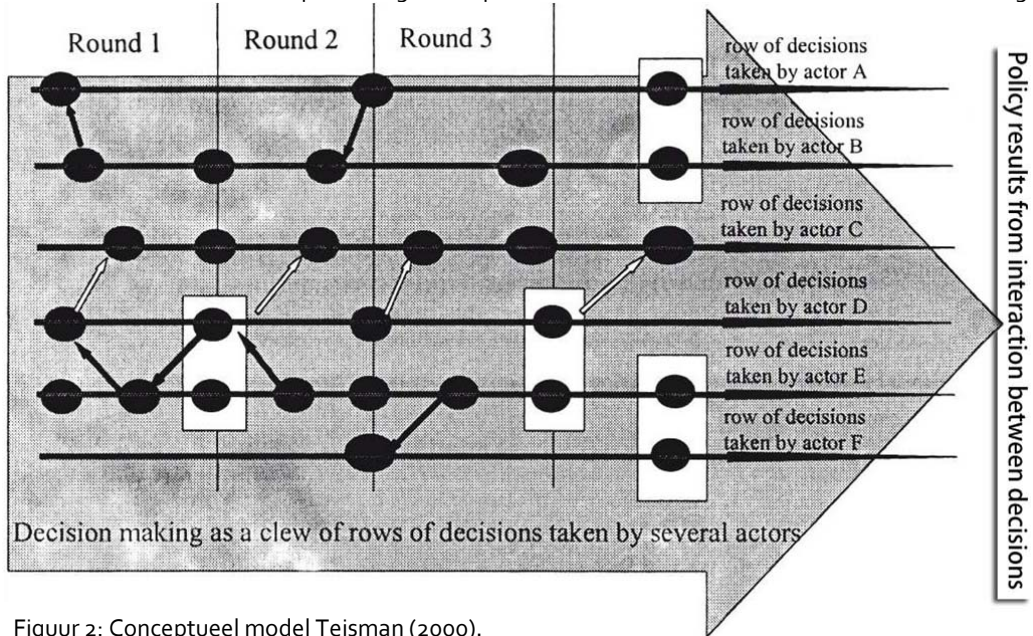 Round 1
Round 2
Round 3
row of decisions
taken by actor A
row of decisions
taken by actor B
row of decisions
taken by actor C
row of decisions
taken by actor D
row of decisions
taken by actor E
row of decisions
taken by actor F
Decision making as a clew of rows of decisions taken by several actors
Policy results from interaction between decisions
Figuur 2: Conceptueel model Teisman (2000).